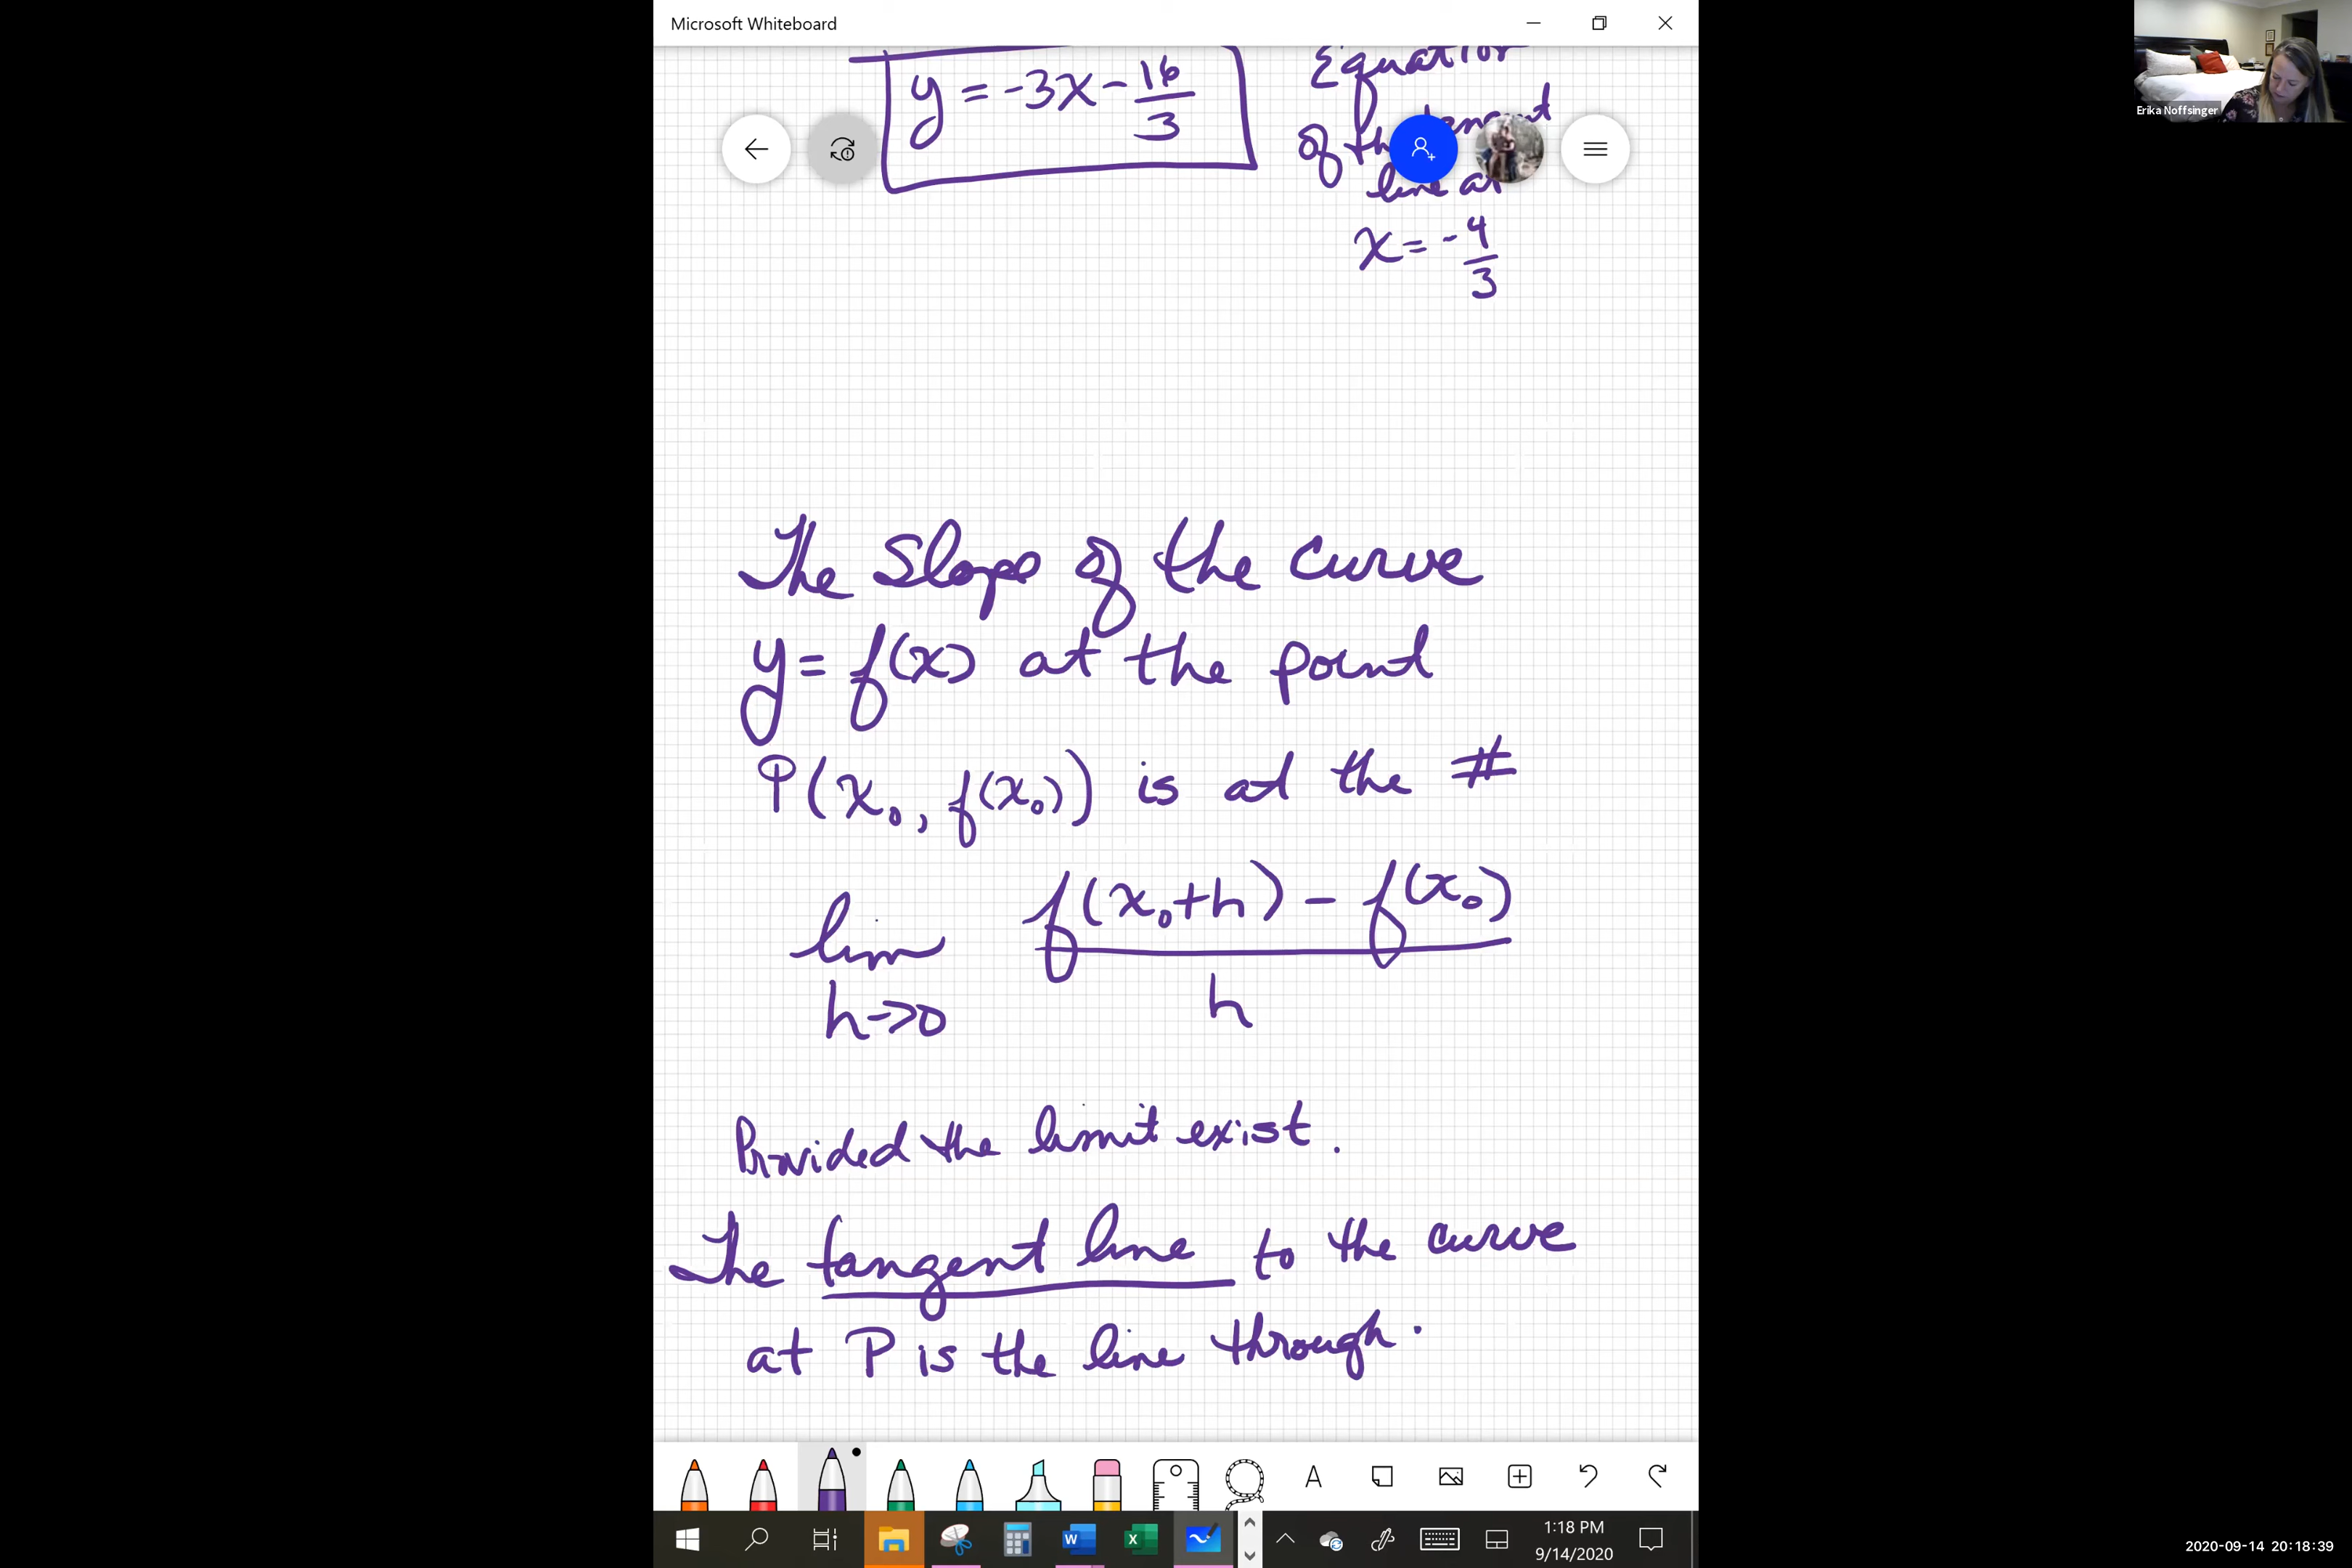 Microsoft Whiteboard
Erika Noffsinger
y = -3x - 16/3
Equation
of the tangent
line at
x = -4/3
The Slope of the curve
y = f(x) at the point
P(x₀, f(x₀)) is at the #
lim h→0 f(x₀+h) - f(x₀) / h
Provided the limit exist.
The tangent line to the curve
at P is the line through.
A
W
X
1:18 PM
9/14/2020
2020-09-14 20:18:39